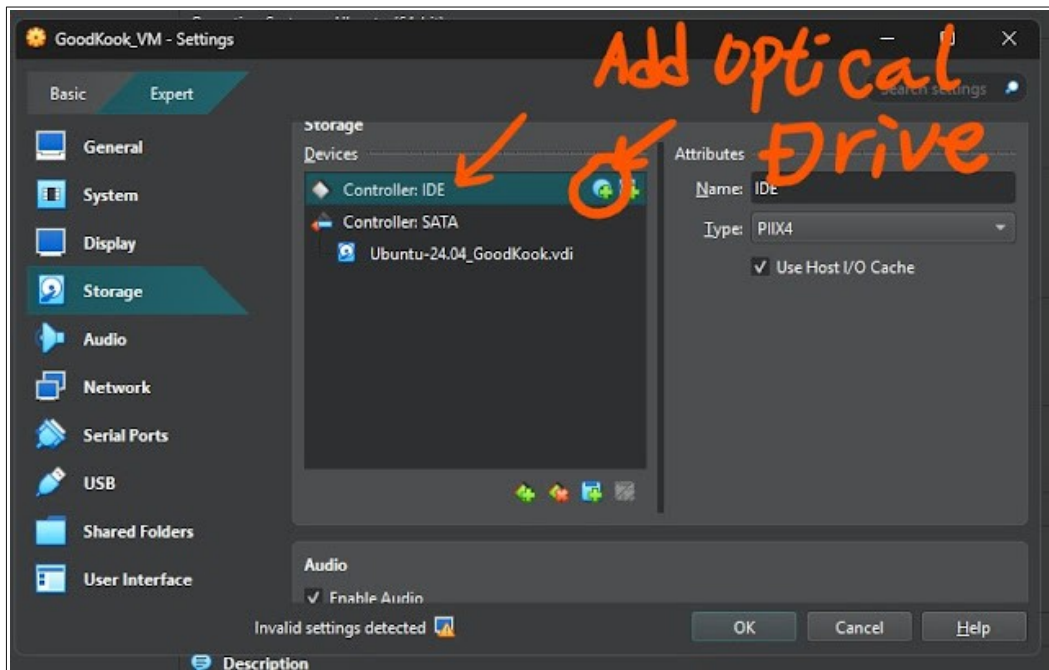 GoodKook_VM - Settings
Add Optical
Drive
Basic
Expert
Search settings
General
System
Display
Storage
Audio
Network
Serial Ports
USB
Shared Folders
User Interface
Storage
Devices
Controller: IDE
Controller: SATA
Ubuntu-24.04_GoodKook.vdi
Attributes
Name: IDE
Type: PIIX4
Use Host I/O Cache
Audio
Enable Audio
Invalid settings detected
OK
Cancel
Help
Description